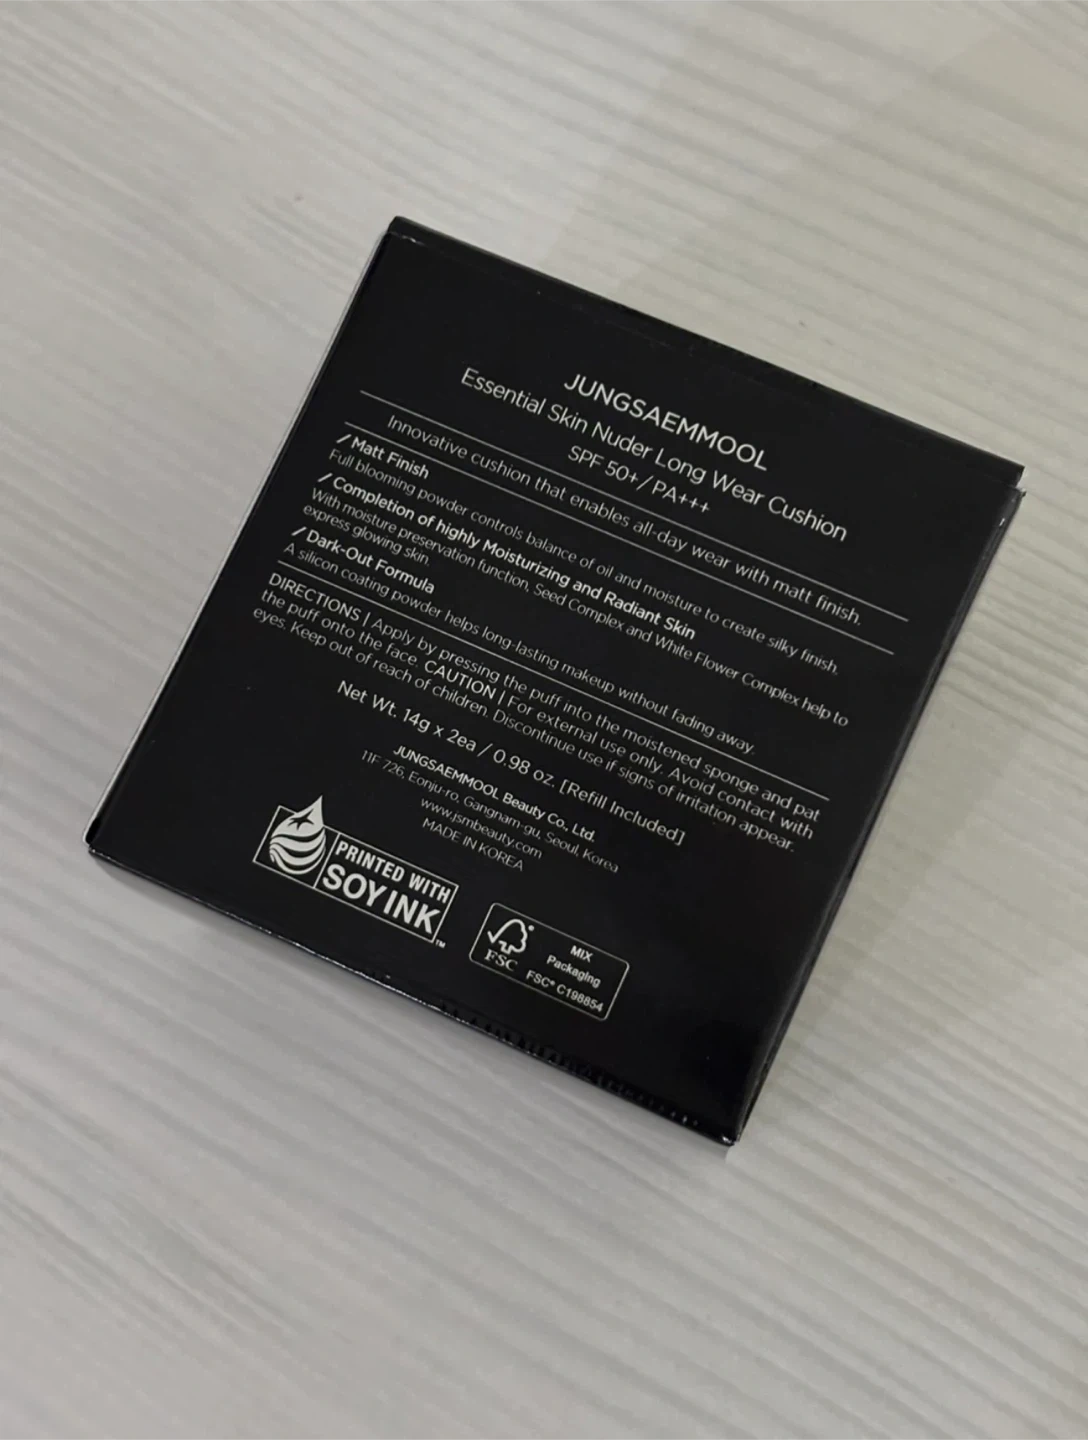 JUNGSAEMMOOL
Essential Skin Nuder Long Wear Cushion
SPF 50+ / PA+++
Innovative cushion that enables all-day wear with matt finish.
/ Matt Finish
Full blooming powder controls balance of oil and moisture to create silky finish.
/ Completion of highly Moisturizing and Radiant Skin
With moisture preservation function, Seed Complex and White Flower Complex help to
express glowing skin.
/ Dark-Out Formula
A silicon coating powder helps long-lasting makeup without fading away.
DIRECTIONS | Apply by pressing the puff into the moistened sponge and pat
the puff onto the face. CAUTION | For external use only. Avoid contact with
eyes. Keep out of reach of children. Discontinue use if signs of irritation appear.
Net Wt. 14g x 2ea / 0.98 oz. [Refill Included]
JUNGSAEMMOOL Beauty Co., Ltd.
11F 726, Eonju-ro, Gangnam-gu, Seoul, Korea
www.jsmbeauty.com
MADE IN KOREA
PRINTED WITH
SOY INK™
FSC
MIX
Packaging
FSC® C198854